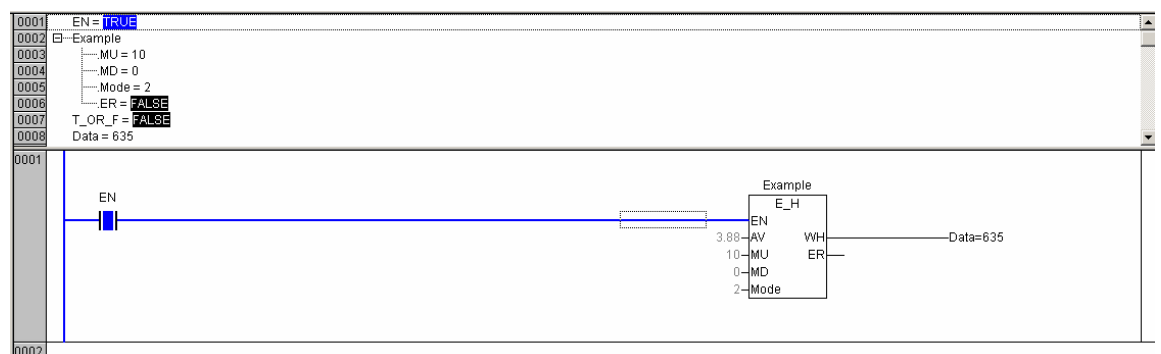 0001 EN = TRUE
0002 Example
0003 .MU = 10
0004 .MD = 0
0005 .Mode = 2
0006 .ER = FALSE
0007 T_OR_F = FALSE
0008 Data = 635
0001
Example
EN E_H
EN
3.88 AV WH Data=635
10 MU ER
0 MD
2 Mode
0002